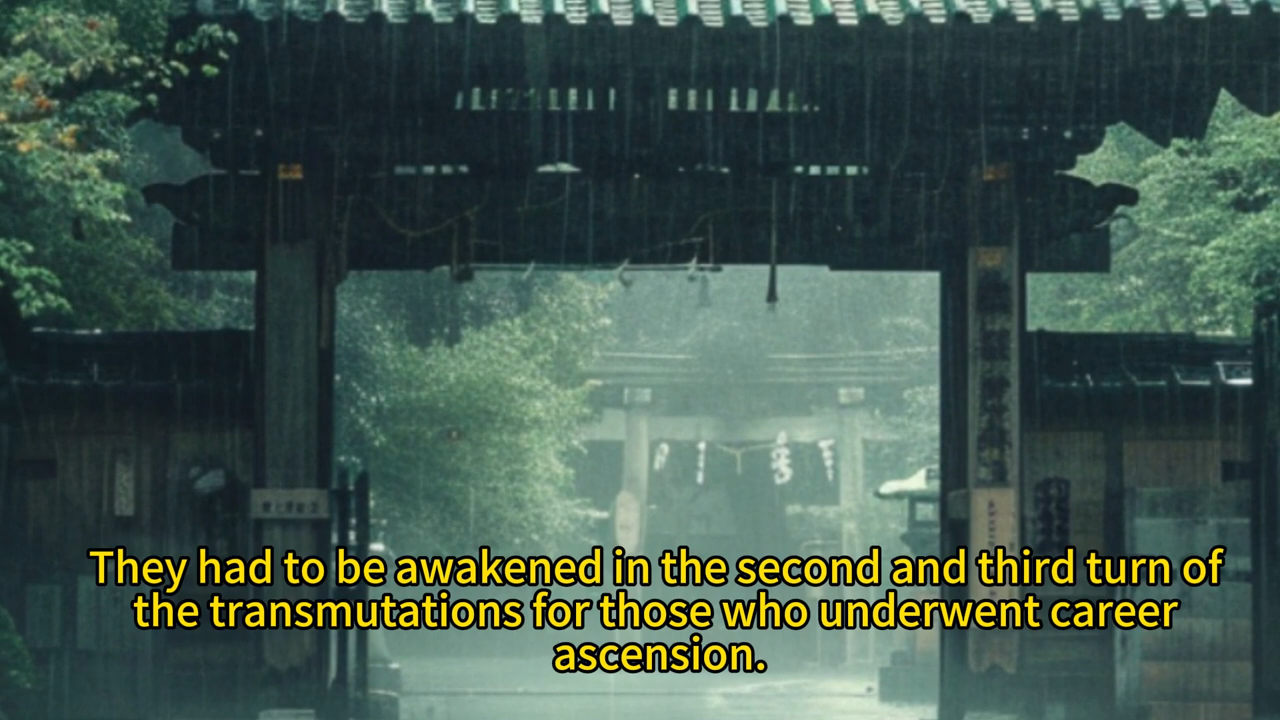 They had to be awakened in the second and third turn of
the transmutations for those who underwent career
ascension.